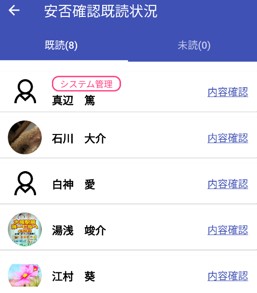 安否確認既読状況
既読(8) 未読(0)
システム管理
真辺 篤
内容確認
石川 大介 内容確認
白神 愛 内容確認
湯浅 竣介 内容確認
江村 葵 内容確認